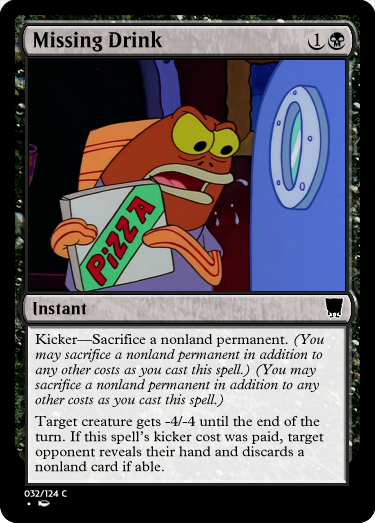 Missing Drink 1
PIZZA
Instant
Kicker—Sacrifice a nonland permanent. (You
may sacrifice a nonland permanent in addition to
any other costs as you cast this spell.) (You may
sacrifice a nonland permanent in addition to any
other costs as you cast this spell.)
Target creature gets -4/-4 until the end of the
turn. If this spell's kicker cost was paid, target
opponent reveals their hand and discards a
nonland card if able.
032/124 C